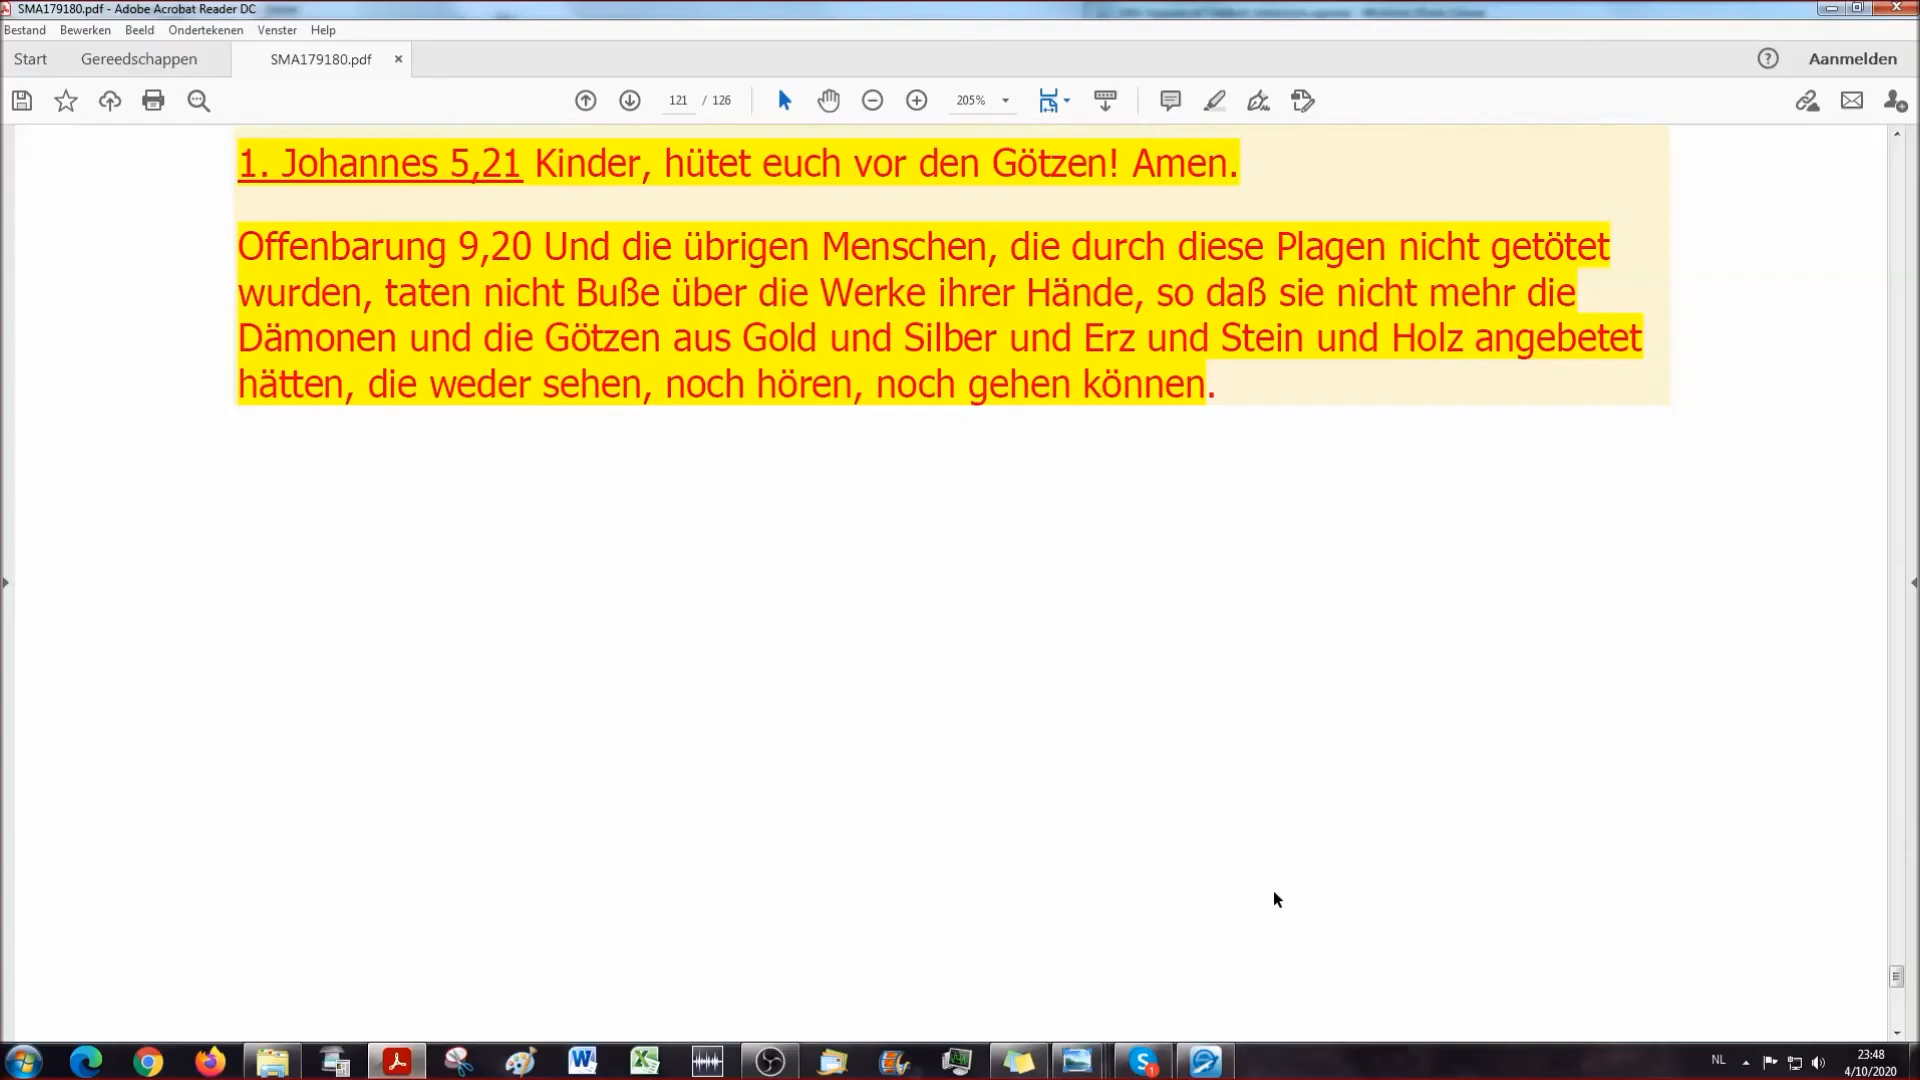 SMA179180.pdf - Adobe Acrobat Reader DC
Bestand Bewerken Beeld Ondertekenen Venster Help
Start Gereedschappen SMA179180.pdf Aanmelden
121 / 126 205%
1. Johannes 5,21 Kinder, hütet euch vor den Götzen! Amen.
Offenbarung 9,20 Und die übrigen Menschen, die durch diese Plagen nicht getötet
wurden, taten nicht Buße über die Werke ihrer Hände, so daß sie nicht mehr die
Dämonen und die Götzen aus Gold und Silber und Erz und Stein und Holz angebetet
hätten, die weder sehen, noch hören, noch gehen können.
NL 23:48
4/10/2020